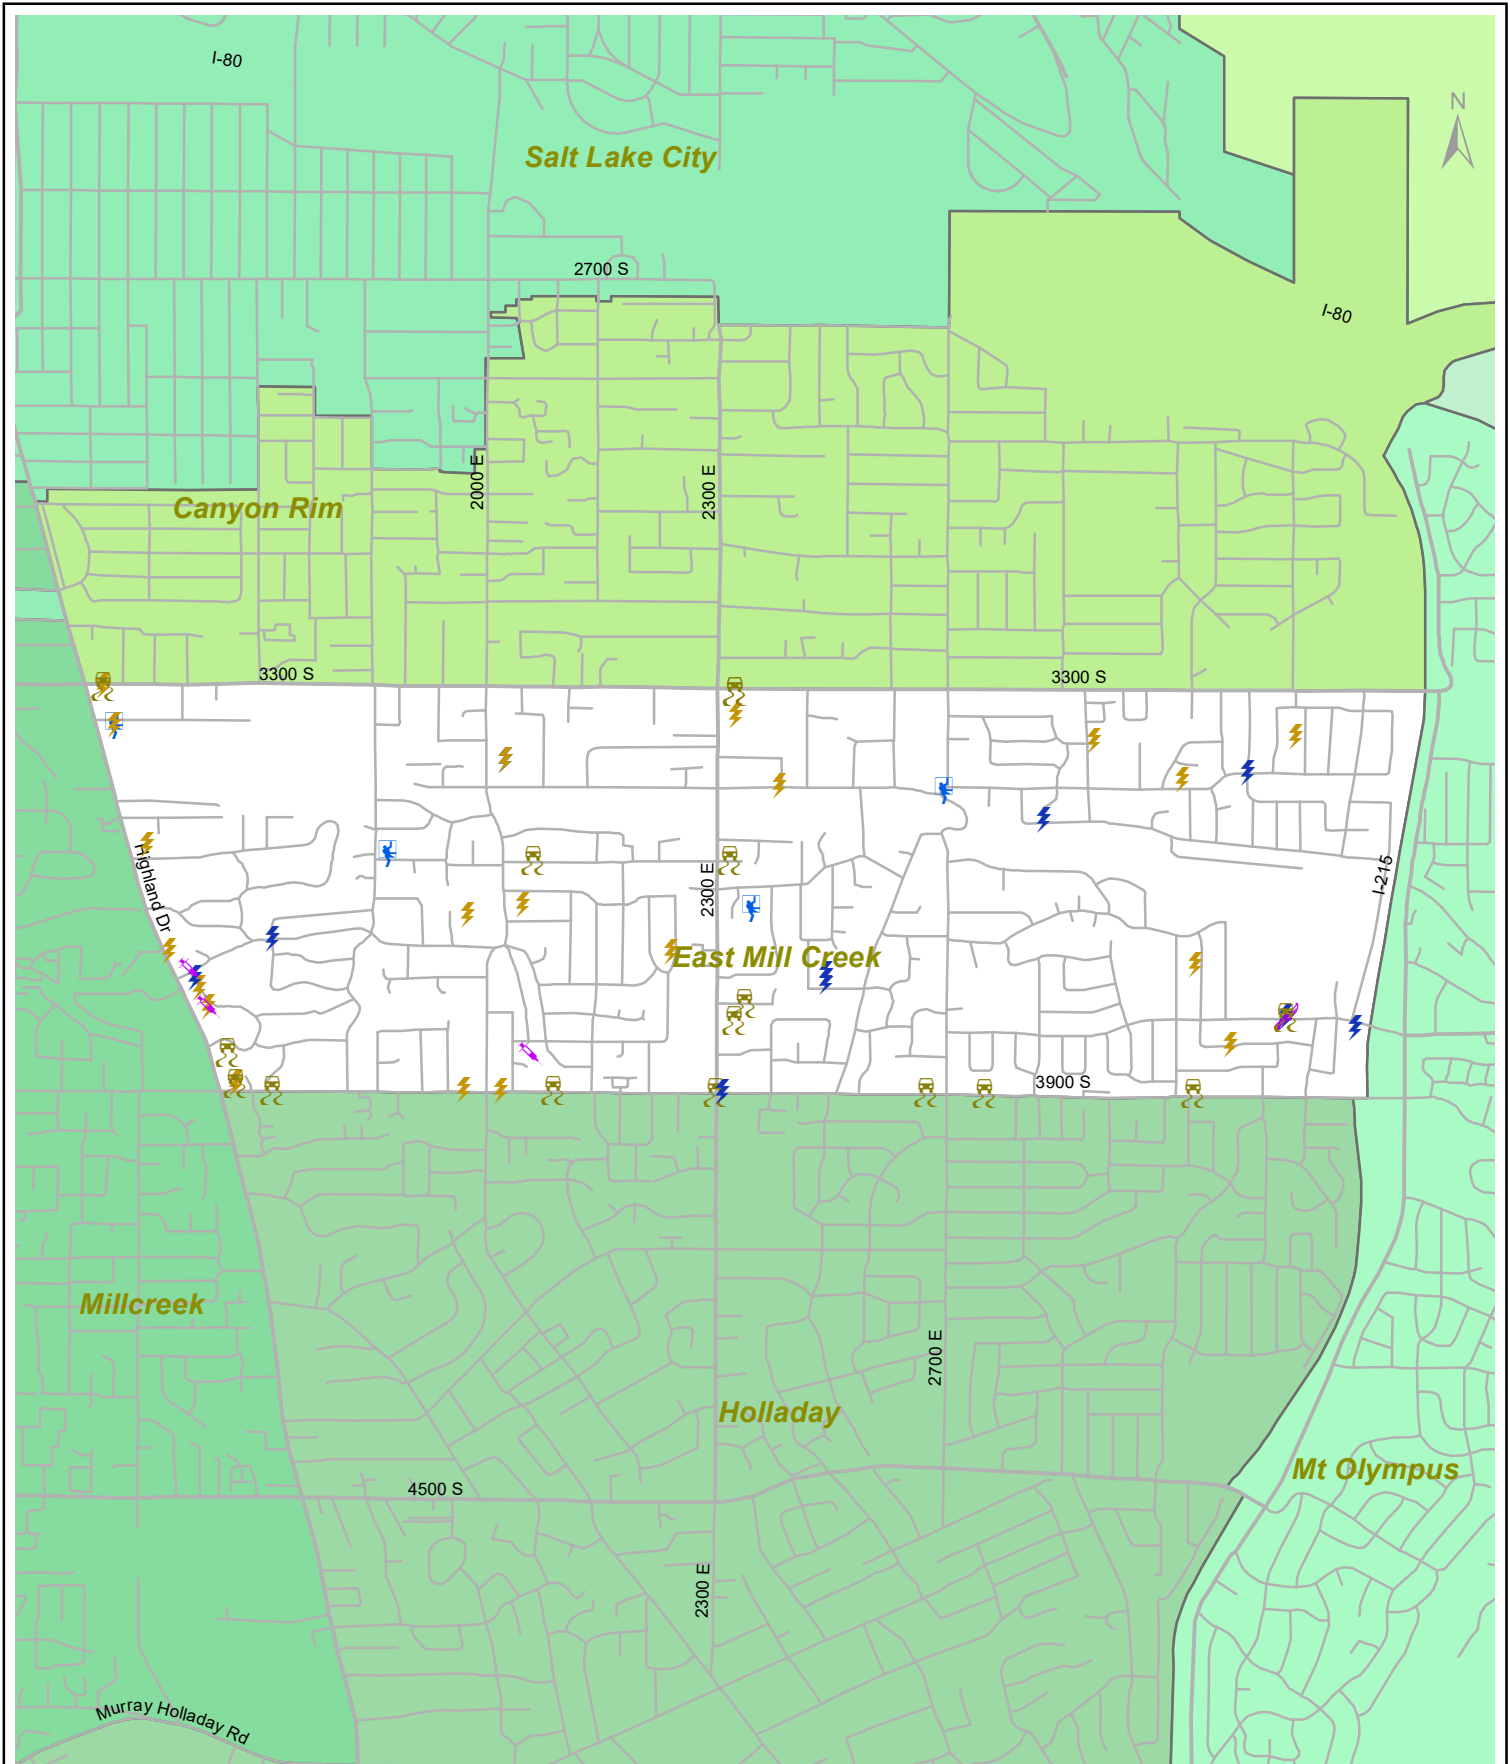 I-80
N
Salt Lake City
2700 S
I-80
2000 E
2300 E
Canyon Rim
3300 S
3300 S
Highland Dr
2300 E
I-215
East Mill Creek
3900 S
Millcreek
2700 E
Holladay
Mt Olympus
4500 S
2300 E
Murray Holladay Rd